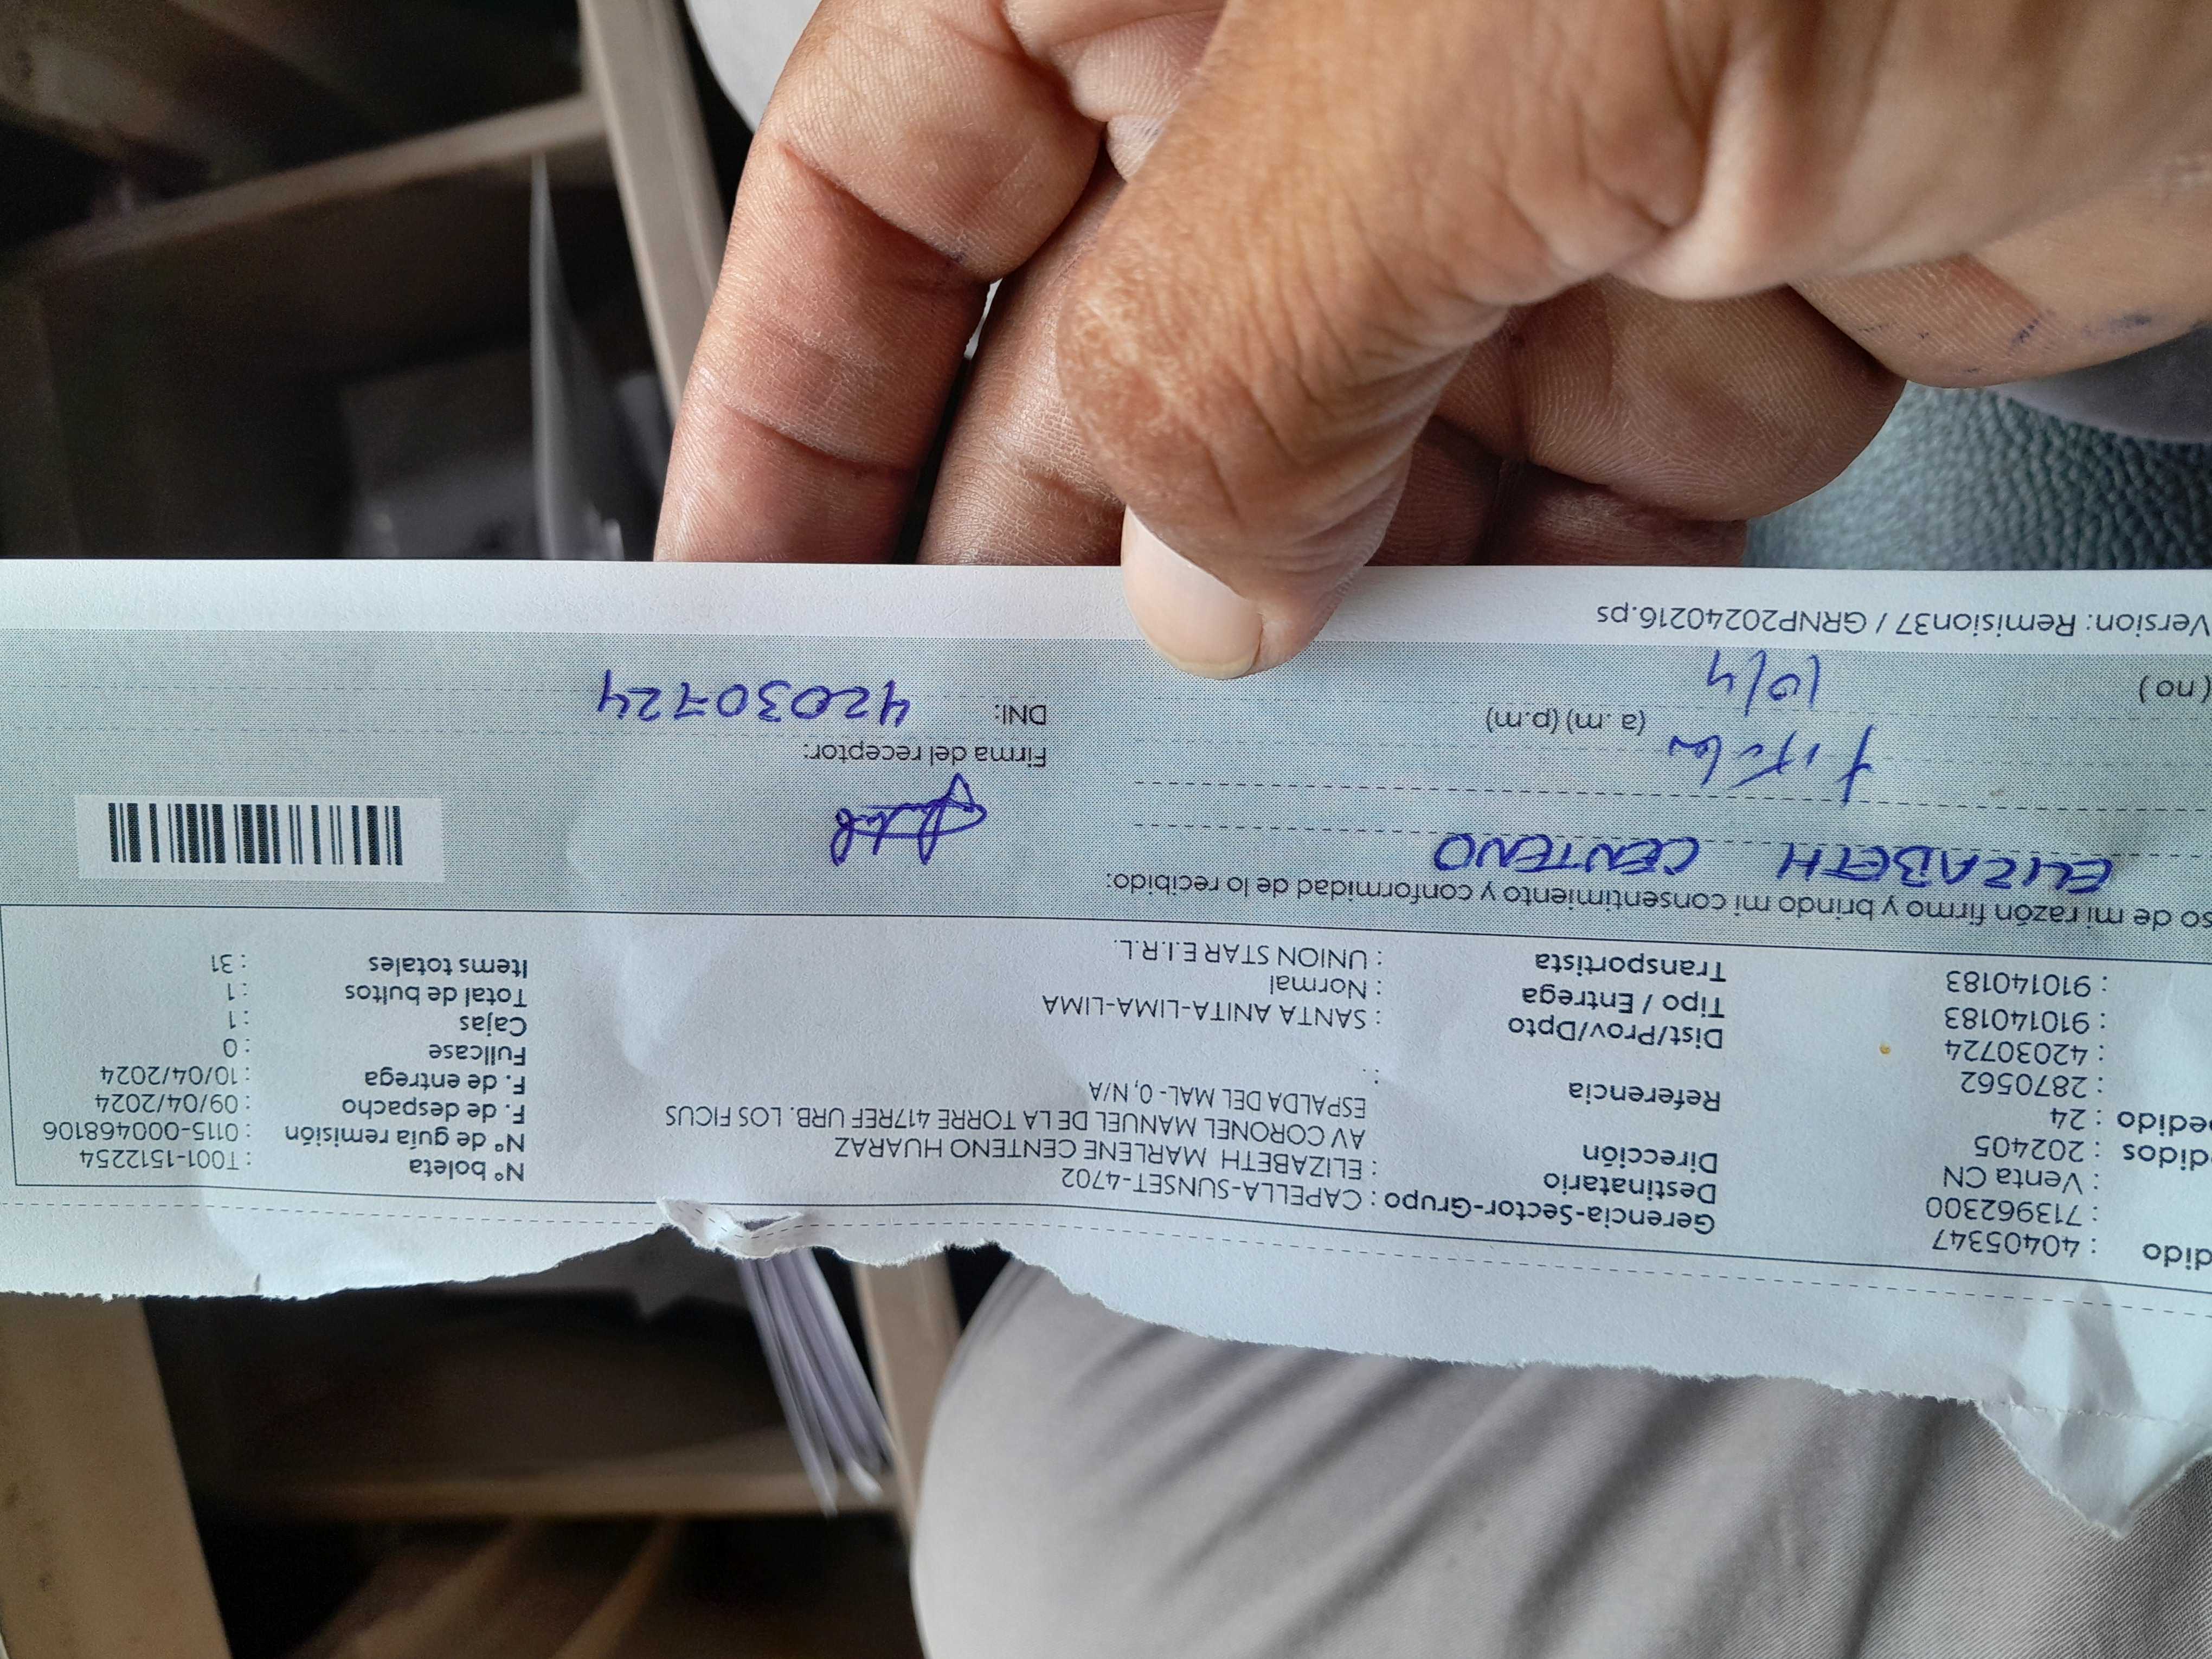 dido : 40405347 Gerencia-Sector-Grupo : CAPELLA-SUNSET-4702 N° boleta : T001-1512254
: 713962300 Destinatario : ELIZABETH MARLENE CENTENO HUARAZ N° de guía remisión : 0115-000468106
: Venta CN Dirección AV CORONEL MANUEL DE LA TORRE 417REF URB. LOS FICUS F. de despacho : 09/04/2024
didos : 202405 ESPALDA DEL MAL- 0, N/A F. de entrega : 10/04/2024
edido : 24 Referencia : . Fullcase : 0
: 2870562 Dist/Prov/Dpto : SANTA ANITA-LIMA-LIMA Cajas : 1
: 42030724 Tipo / Entrega : Normal Total de bultos : 1
: 910140183 Transportista : UNION STAR E.I.R.L. Items totales : 31
: 910140183
so de mi razón firmo y brindo mi consentimiento y conformidad de lo recibido:
ELIZABETH CENTENO
Firma del receptor:
(a. m) (p.m)
DNI: 42030724
(no) 10/4
Version: Remision37 / GRNP20240216.ps